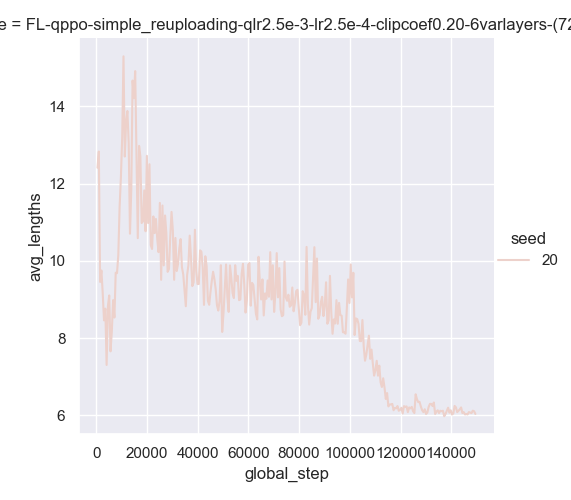 e = FL-qppo-simple_reuploading-qlr2.5e-3-lr2.5e-4-clipcoef0.20-6varlayers-(72
14
12
10
8
6
avg_lengths
0 20000 40000 60000 80000 100000 120000 140000
global_step
seed
20